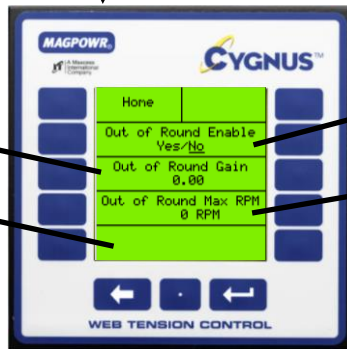 MAGPOWR®
A Maxcess
International
Company
CYGNUS™
Home
Out of Round Enable
Yes/No
Out of Round Gain
0.00
Out of Round Max RPM
0 RPM
WEB TENSION CONTROL